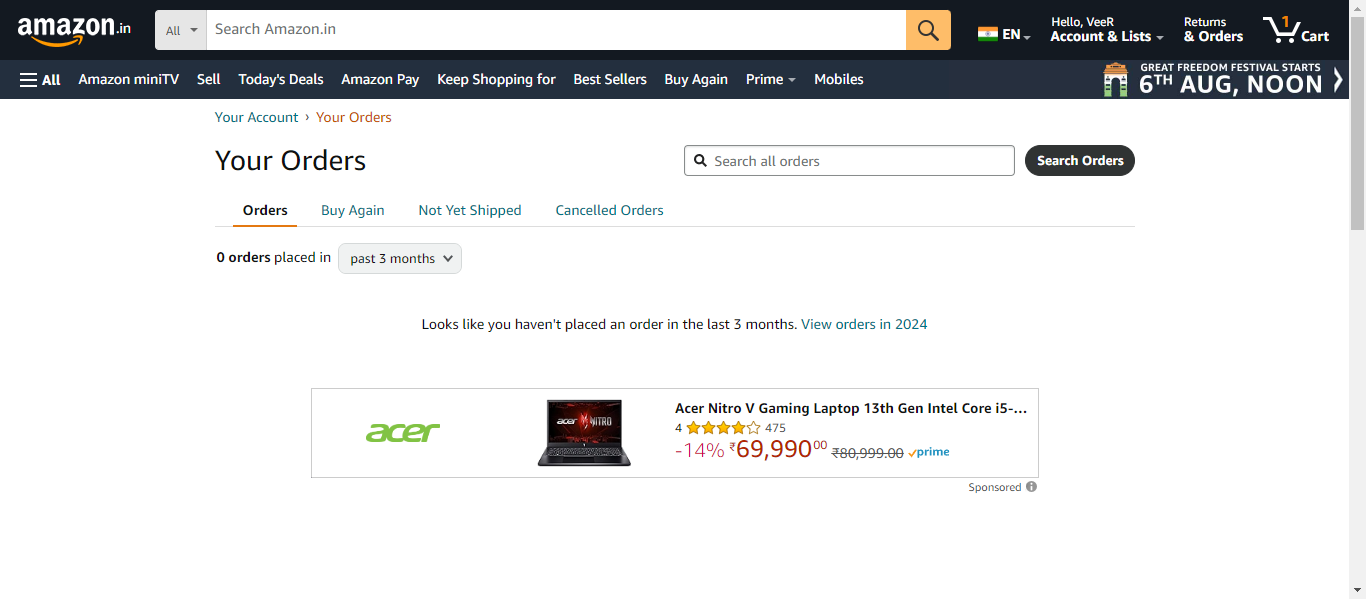 amazon.in
All
Search Amazon.in
EN
Hello, VeeR
Account & Lists
Returns
& Orders
1
Cart
All
Amazon miniTV
Sell
Today's Deals
Amazon Pay
Keep Shopping for
Best Sellers
Buy Again
Prime
Mobiles
GREAT FREEDOM FESTIVAL STARTS
6TH AUG, NOON
Your Account › Your Orders
Your Orders
Search all orders
Search Orders
Orders
Buy Again
Not Yet Shipped
Cancelled Orders
0 orders placed in past 3 months
Looks like you haven't placed an order in the last 3 months. View orders in 2024
acer
acer NITRO
Acer Nitro V Gaming Laptop 13th Gen Intel Core i5-...
4 475
-14% ₹69,99000 ₹80,999.00 prime
Sponsored